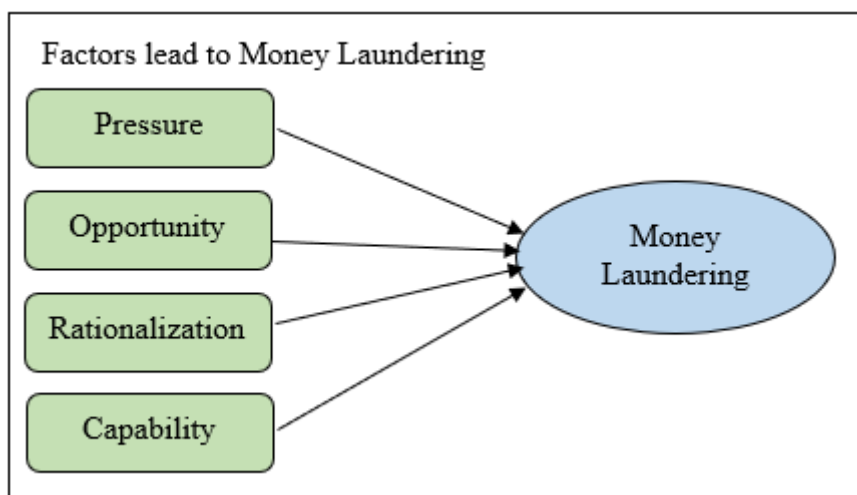 Factors lead to Money Laundering
Pressure
Opportunity
Rationalization
Capability
Money
Laundering